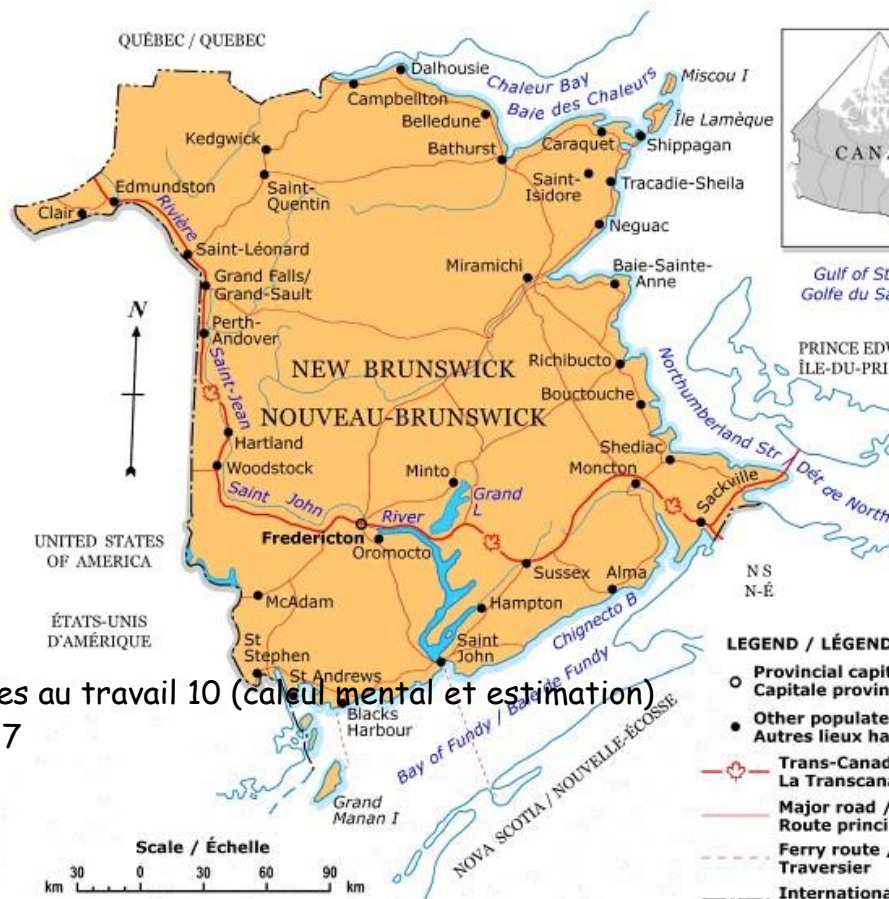 QUÉBEC / QUEBEC
Dalhousie
Campbellton
Chaleur Bay
Baie des Chaleurs
Miscou I
Île Lamèque
Belledune
Kedgwick
Bathurst
Caraquet
Shippagan
Saint-
Quentin
Saint-
Isidore
Tracadie-Sheila
Edmundston
Clair
Rivière
Neguac
Saint-Léonard
Grand Falls/
Grand-Sault
Miramichi
Baie-Sainte-
Anne
CANA
Gulf of St
Golfe du Sa
N
Perth-
Andover
Saint-Jean
NEW BRUNSWICK
NOUVEAU-BRUNSWICK
Richibucto
Bouctouche
Northumberland Str / Dét de North
PRINCE EDW
ÎLE-DU-PRI
Hartland
Woodstock
Shediac
Moncton
Minto
Grand
L
Sackville
Saint John River
Fredericton
Oromocto
UNITED STATES
OF AMERICA
ÉTATS-UNIS
D'AMÉRIQUE
Sussex
Alma
N S
N-É
McAdam
Hampton
Chignecto B
St
Stephen
Saint
John
St Andrews
es au travail 10 (calcul mental et estimation)
7
Blacks
Harbour
Bay of Fundy / Baie de Fundy
Grand
Manan I
NOVA SCOTIA / NOUVELLE-ÉCOSSE
LEGEND / LÉGEND
Provincial capit
Capitale provin
Other populate
Autres lieux ha
Trans-Canad
La Transcana
Major road /
Route princi
Ferry route /
Traversier
Internationa
Scale / Échelle
km 30 0 30 60 90 km